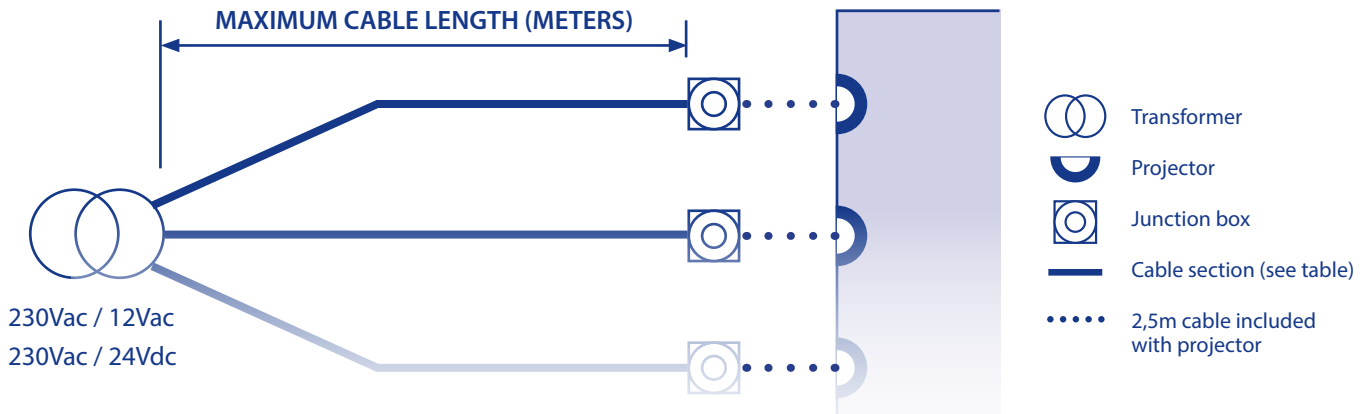 MAXIMUM CABLE LENGTH (METERS)
230Vac / 12Vac
230Vac / 24Vdc
Transformer
Projector
Junction box
Cable section (see table)
2,5m cable included
with projector